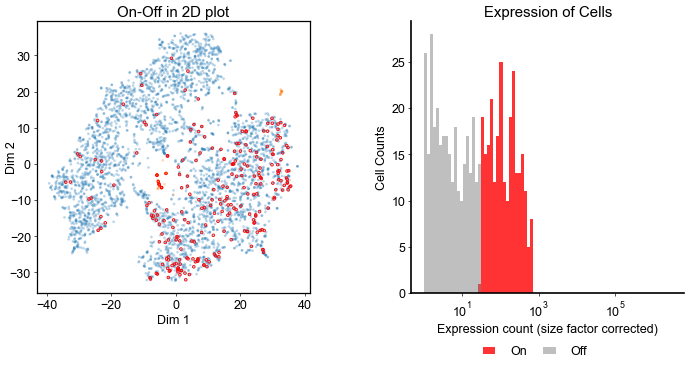 On-Off in 2D plot
Dim 2
30
20
10
0
−10
−20
−30
−40
−20
0
20
40
Dim 1
Expression of Cells
Cell Counts
25
20
15
10
5
0
10^1
10^3
10^5
Expression count (size factor corrected)
On
Off